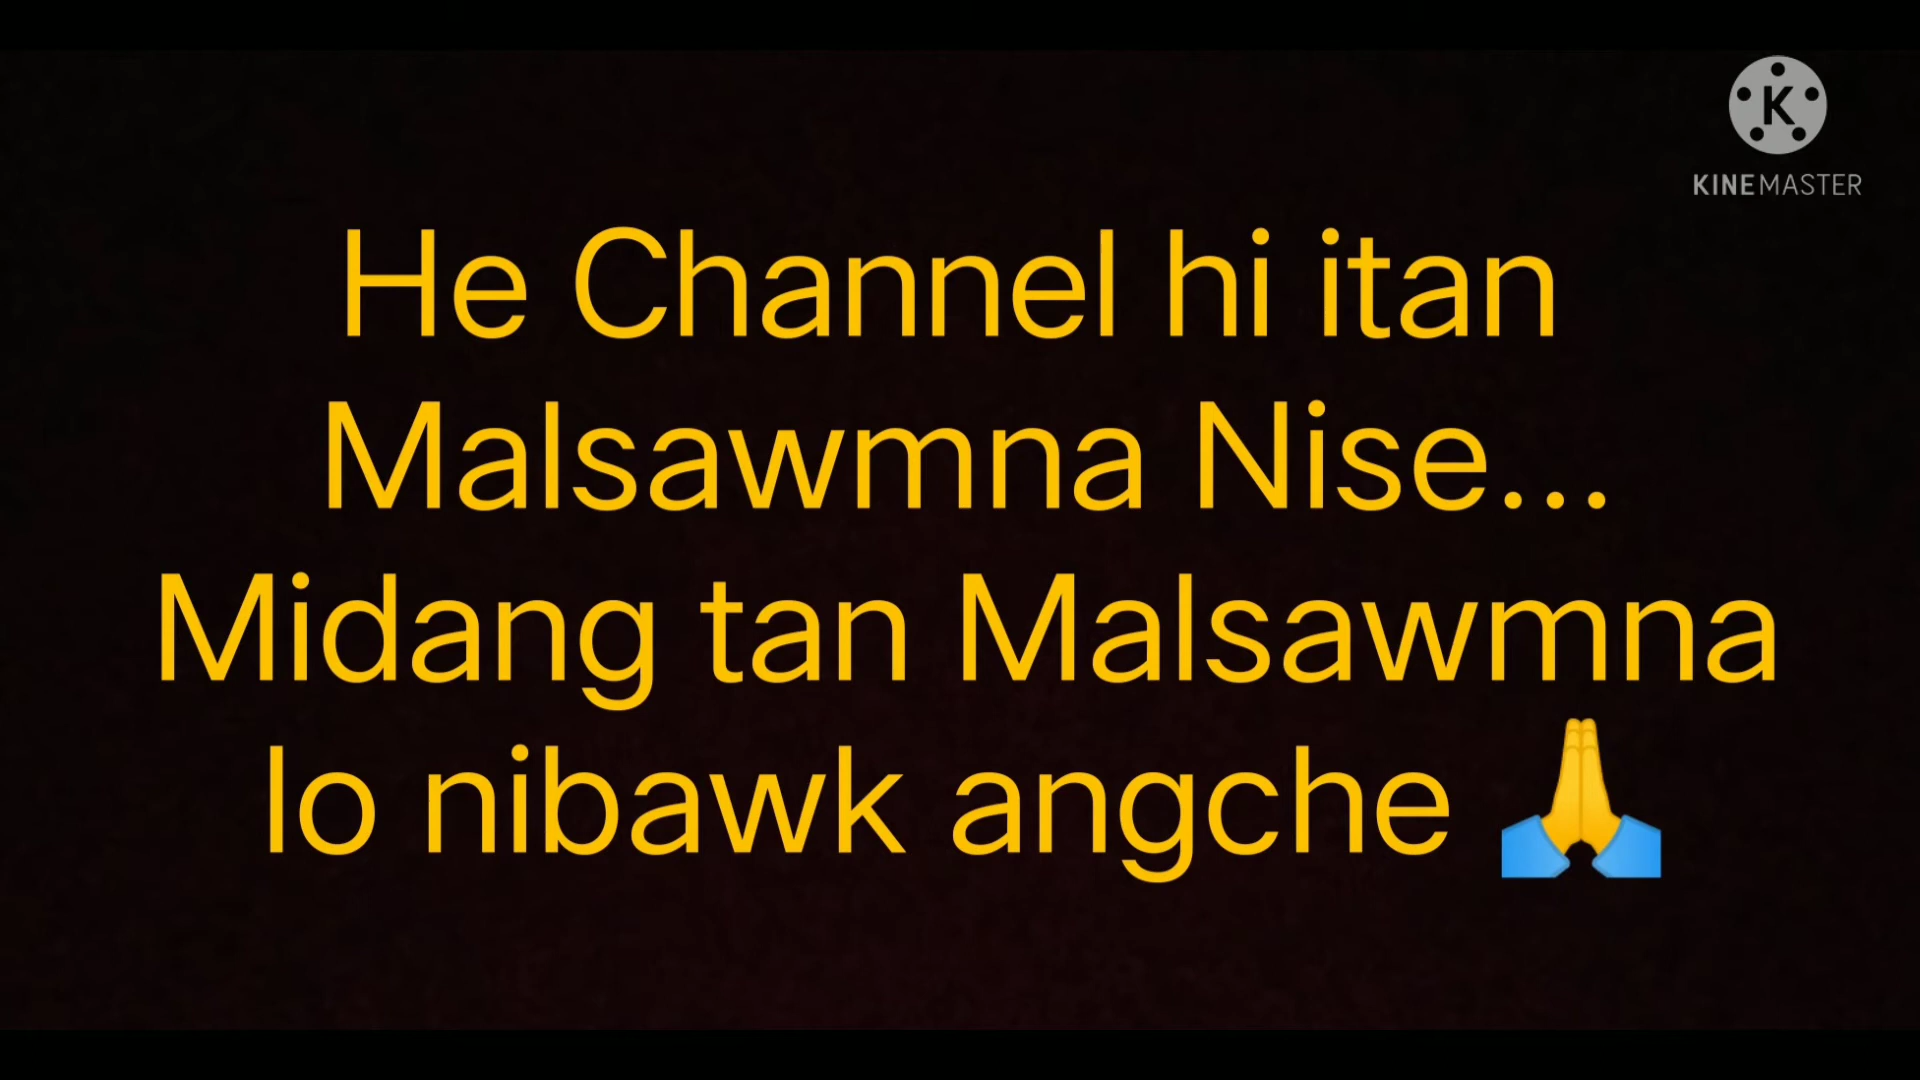 K
KINEMASTER
He Channel hi itan
Malsawmna Nise...
Midang tan Malsawmna
lo nibawk angche 🙏